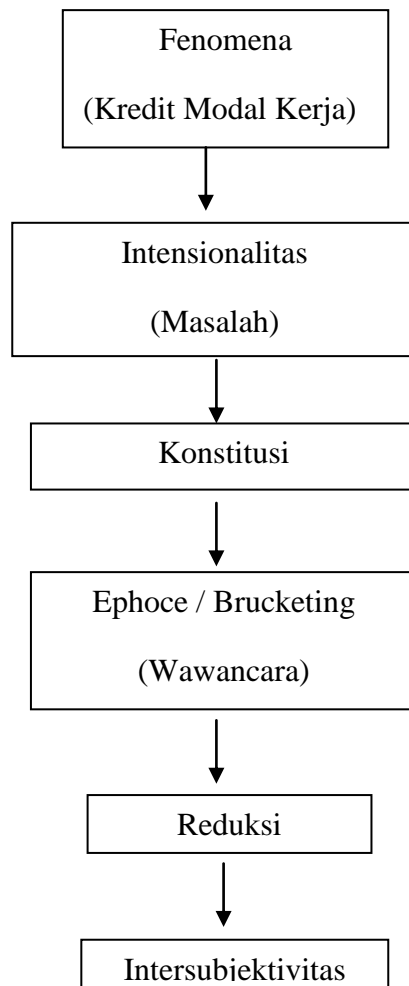 Fenomena
(Kredit Modal Kerja)
Intensionalitas
(Masalah)
Konstitusi
Ephoce / Brucketing
(Wawancara)
Reduksi
Intersubjektivitas